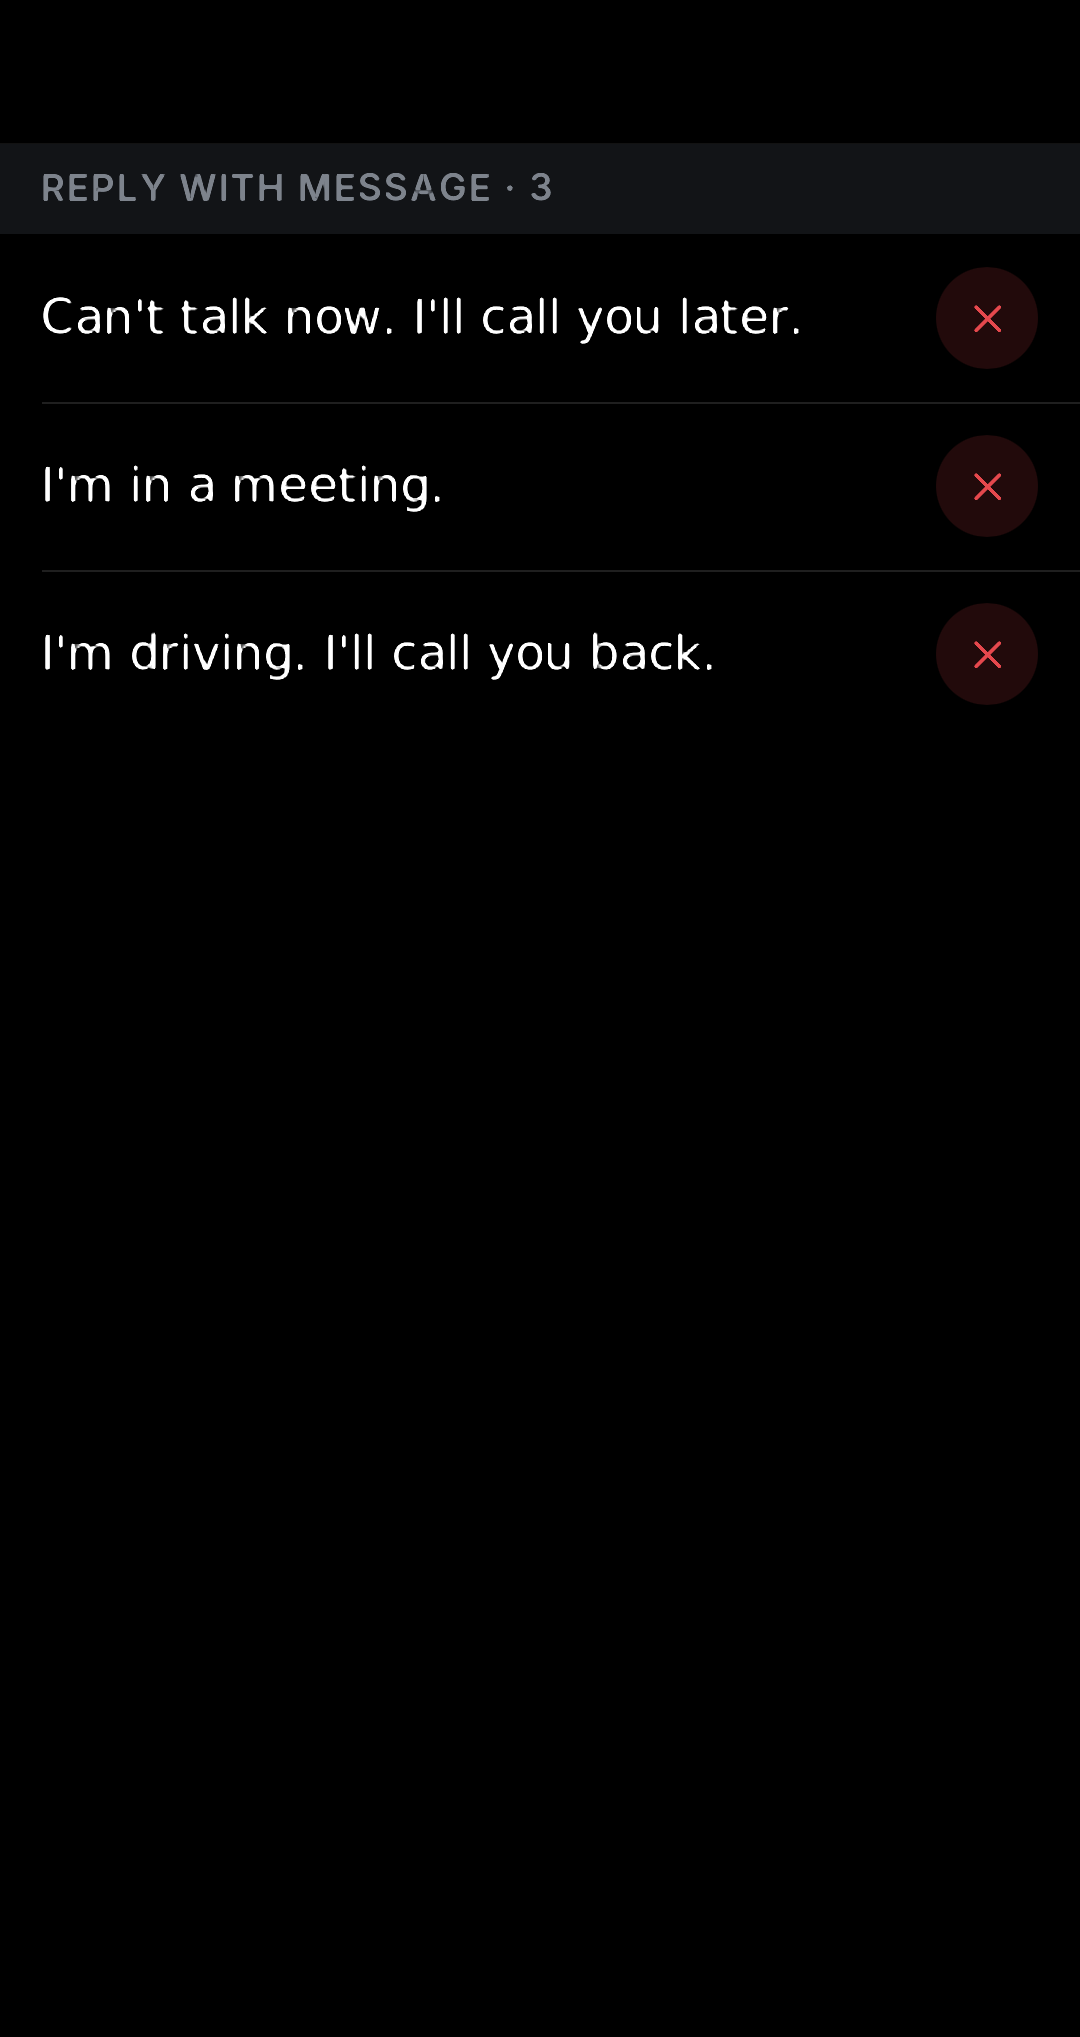 REPLY WITH MESSAGE · 3
Can't talk now. I'll call you later.
I'm in a meeting.
I'm driving. I'll call you back.